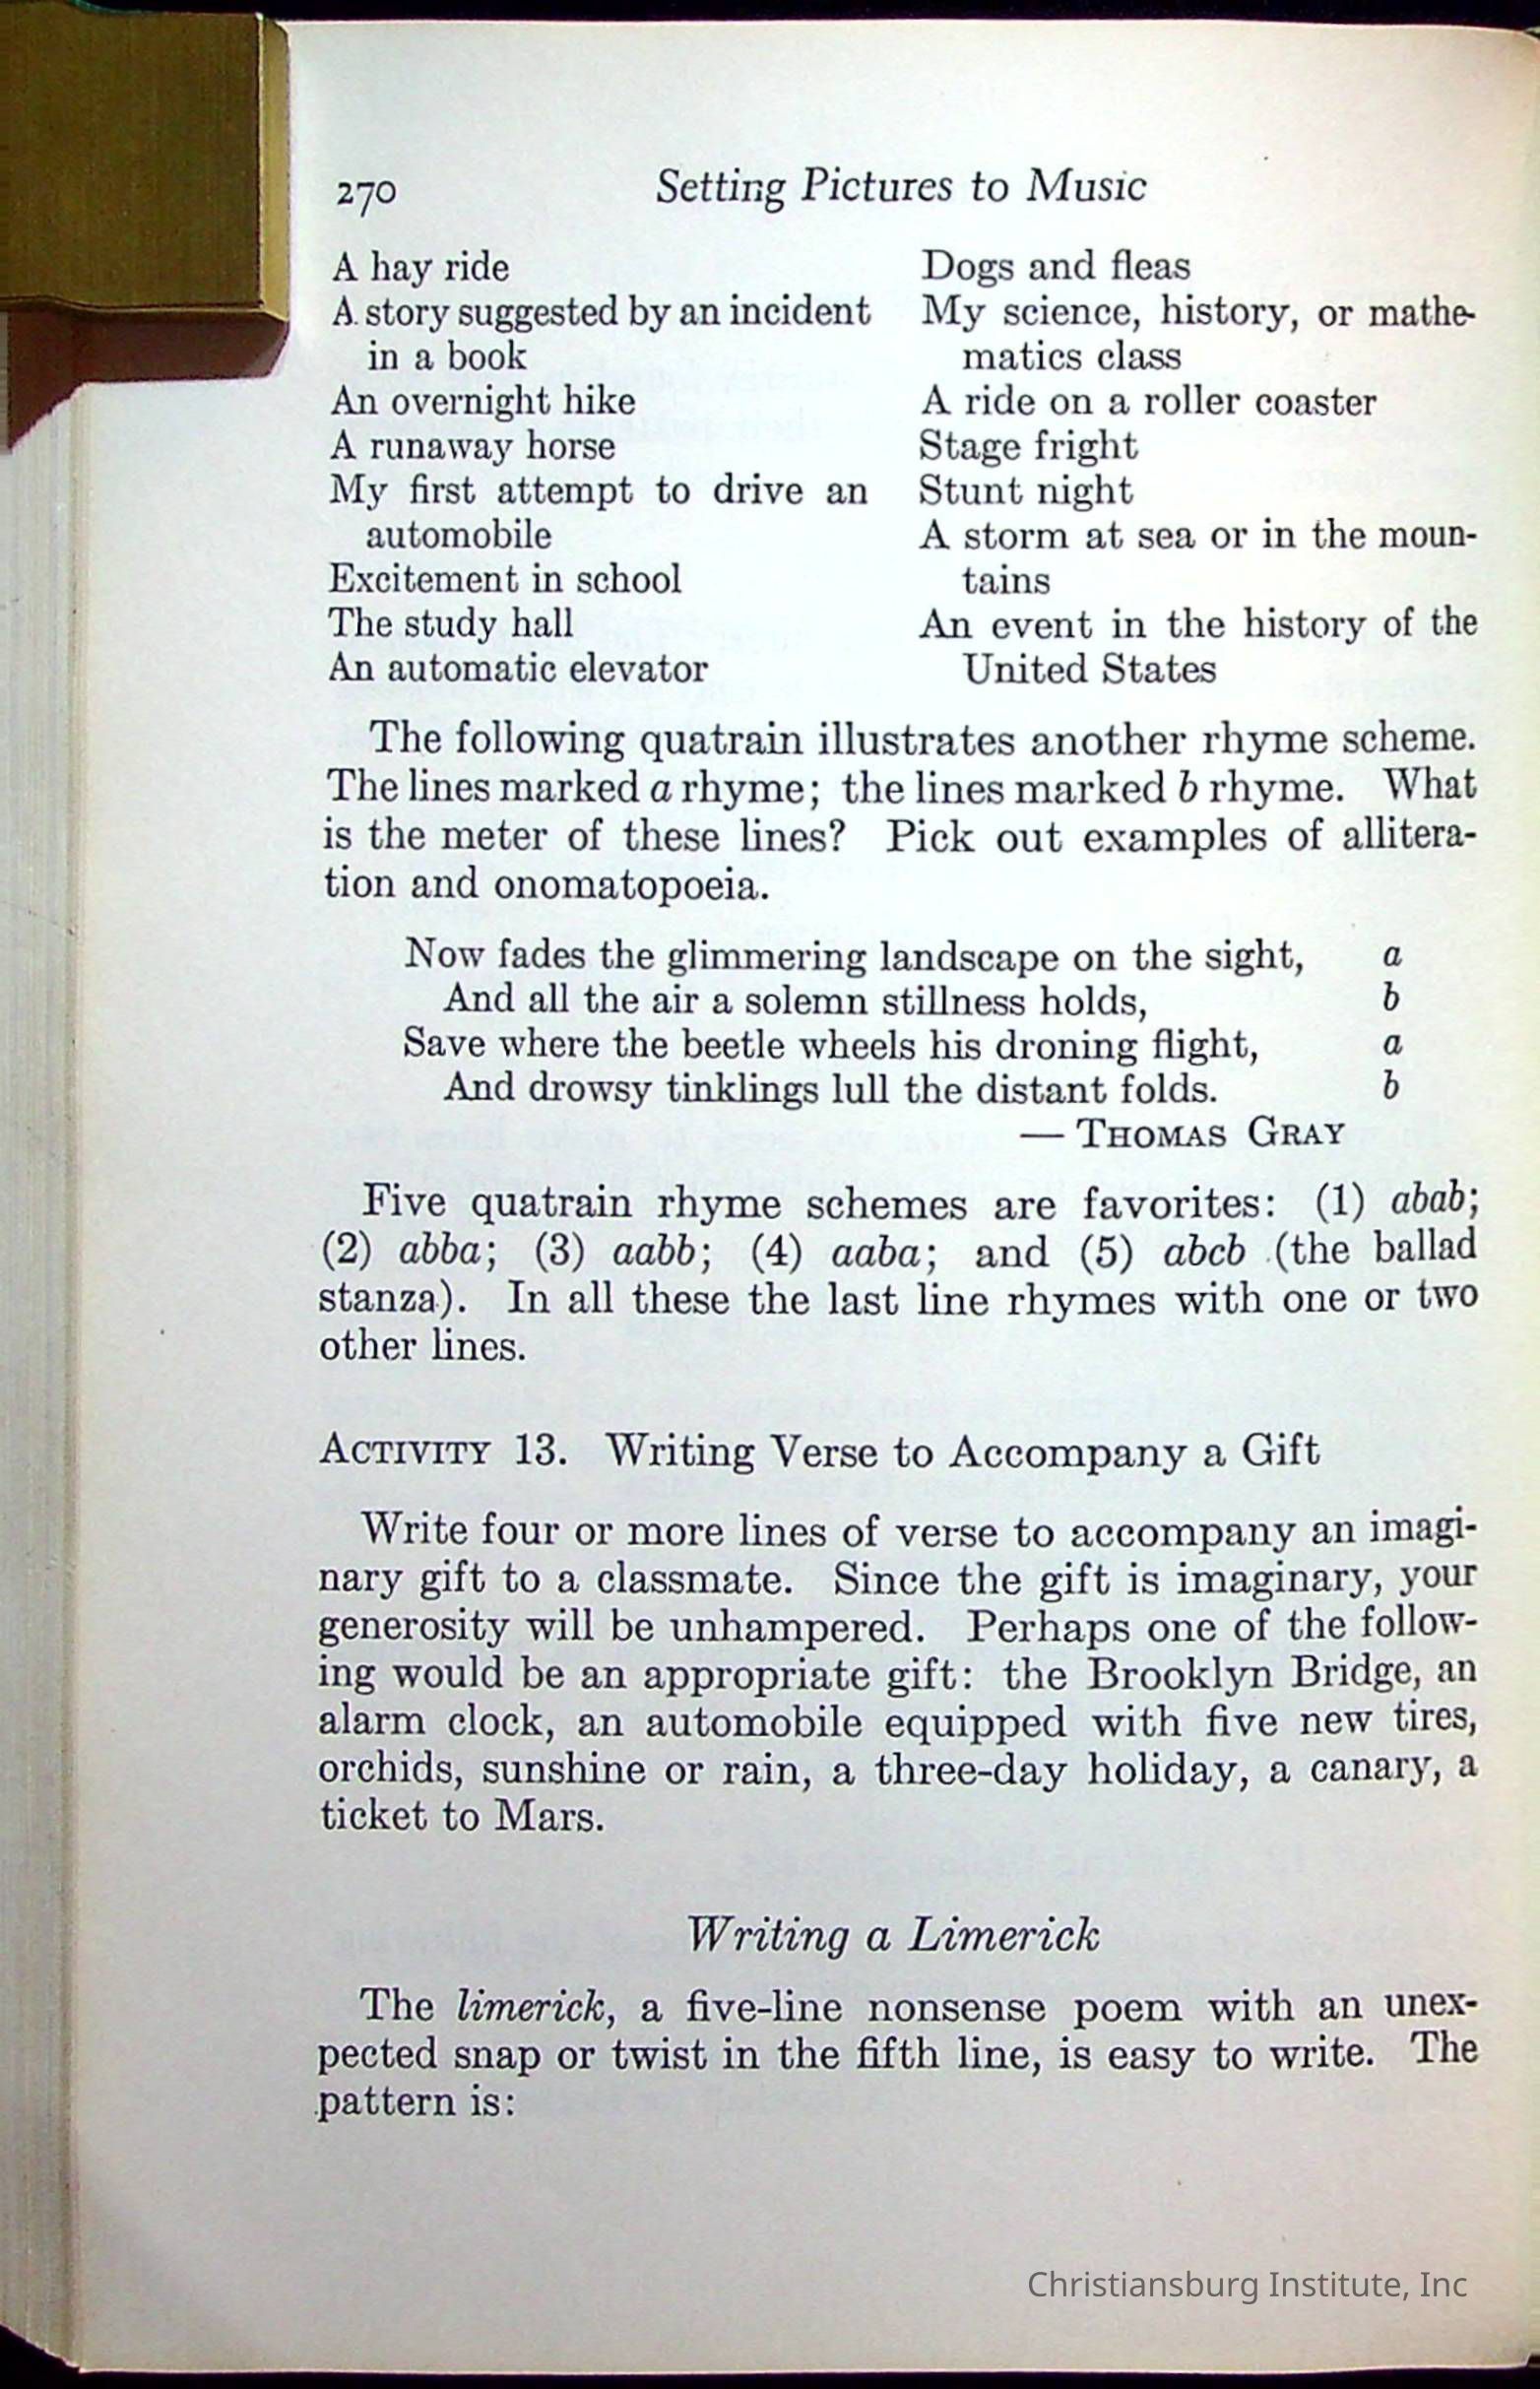 270 Setting Pictures to Music
A hay ride
A story suggested by an incident
in a book
An overnight hike
A runaway horse
My first attempt to drive an
automobile
Excitement in school
The study hall
An automatic elevator
Dogs and fleas
My science, history, or mathe-
matics class
A ride on a roller coaster
Stage fright
Stunt night
A storm at sea or in the moun-
tains
An event in the history of the
United States
The following quatrain illustrates another rhyme scheme.
The lines marked a rhyme; the lines marked b rhyme. What
is the meter of these lines? Pick out examples of allitera-
tion and onomatopoeia.
Now fades the glimmering landscape on the sight, a
And all the air a solemn stillness holds, b
Save where the beetle wheels his droning flight, a
And drowsy tinklings lull the distant folds. b
— THOMAS GRAY
Five quatrain rhyme schemes are favorites: (1) abab;
(2) abba; (3) aabb; (4) aaba; and (5) abcb (the ballad
stanza). In all these the last line rhymes with one or two
other lines.
ACTIVITY 13. Writing Verse to Accompany a Gift
Write four or more lines of verse to accompany an imagi-
nary gift to a classmate. Since the gift is imaginary, your
generosity will be unhampered. Perhaps one of the follow-
ing would be an appropriate gift: the Brooklyn Bridge, an
alarm clock, an automobile equipped with five new tires,
orchids, sunshine or rain, a three-day holiday, a canary, a
ticket to Mars.
Writing a Limerick
The limerick, a five-line nonsense poem with an unex-
pected snap or twist in the fifth line, is easy to write. The
pattern is:
Christiansburg Institute, Inc